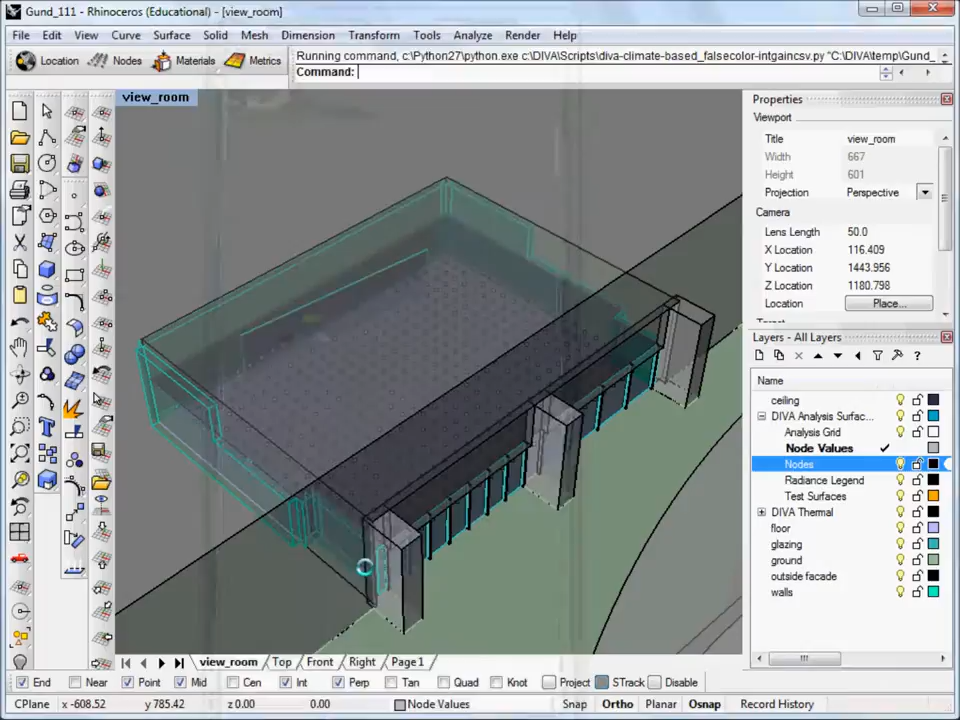 Gund_111 - Rhinoceros (Educational) - [view_room]
File Edit View Curve Surface Solid Mesh Dimension Transform Tools Analyze Render Help
Location Nodes Materials Metrics
Running command, c:\Python27\python.exe c:\DIVA\Scripts\diva-climate-based_falsecolor-intgaincsv.py "C:\DIVA\temp\Gund_
Command:
view_room
Properties
Viewport
Title view_room
Width 667
Height 601
Projection Perspective
Camera
Lens Length 50.0
X Location 116.409
Y Location 1443.956
Z Location 1180.798
Location Place...
Target
Layers - All Layers
Name
ceiling
DIVA Analysis Surfac...
Analysis Grid
Node Values
Nodes
Radiance Legend
Test Surfaces
DIVA Thermal
floor
glazing
ground
outside facade
walls
view_room Top Front Right Page1
End Near Point Mid Cen Int Perp Tan Quad Knot Project STrack Disable
CPlane x -608.52 y 785.42 z 0.00 0.00 Node Values Snap Ortho Planar Osnap Record History